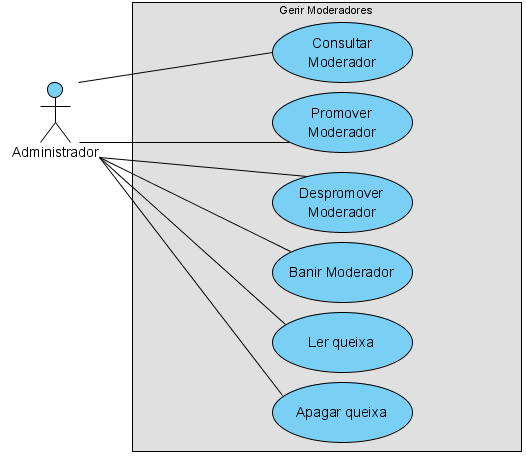 Gerir Moderadores
Consultar
Moderador
Promover
Moderador
Administrador
Despromover
Moderador
Banir Moderador
Ler queixa
Apagar queixa